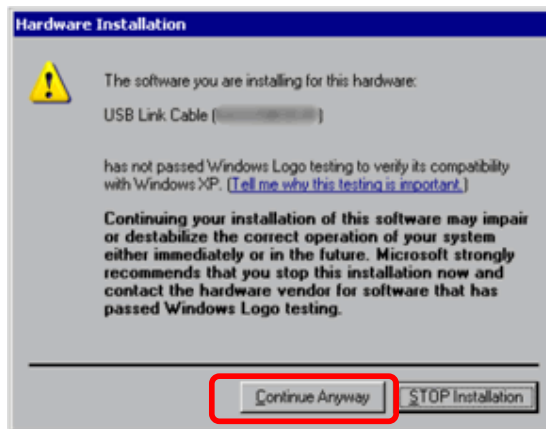 Hardware Installation
The software you are installing for this hardware:
USB Link Cable ( )
has not passed Windows Logo testing to verify its compatibility
with Windows XP. (Tell me why this testing is important.)
Continuing your installation of this software may impair
or destabilize the correct operation of your system
either immediately or in the future. Microsoft strongly
recommends that you stop this installation now and
contact the hardware vendor for software that has
passed Windows Logo testing.
Continue Anyway STOP Installation